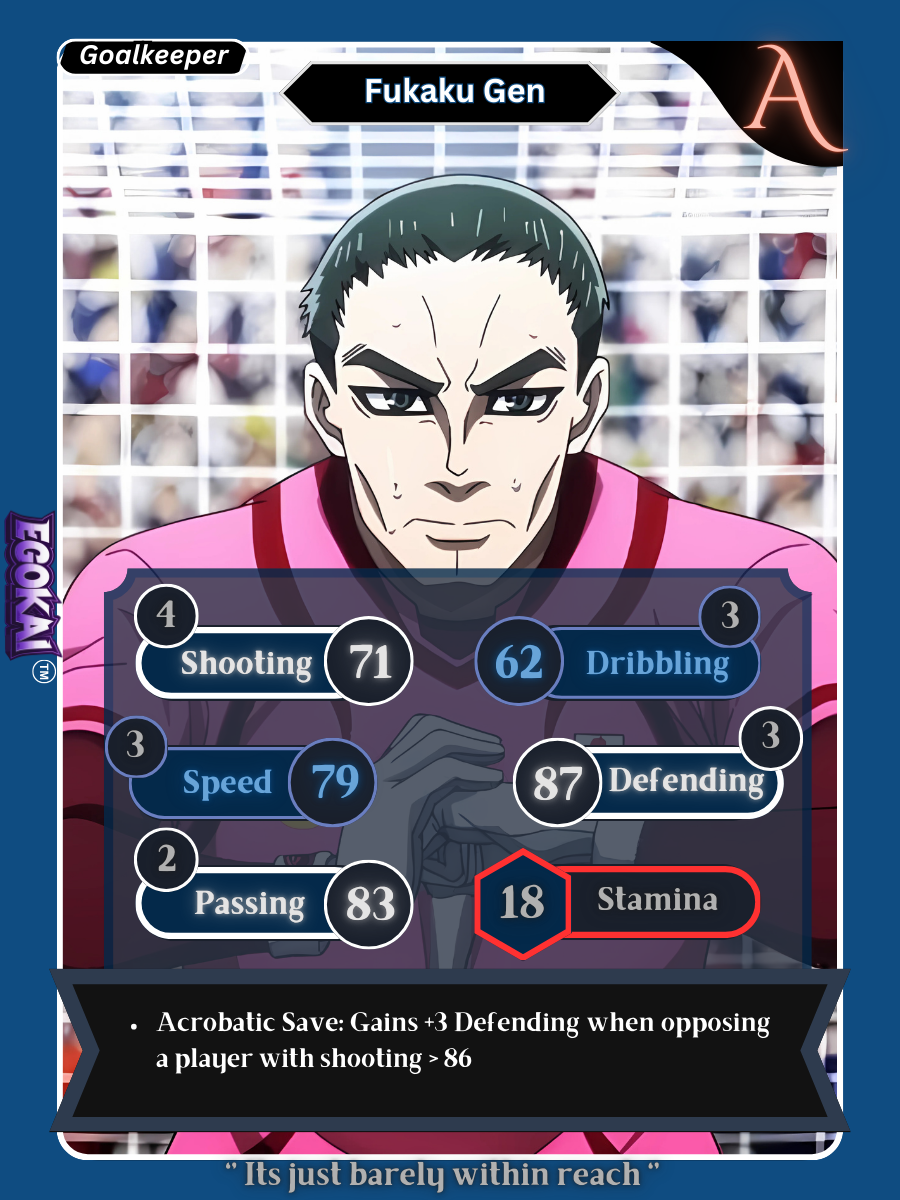 Goalkeeper
Fukaku Gen
A
EGOKAI
TM
4
Shooting 71
3
62 Dribbling
3
Speed 79
3
87 Defending
2
Passing 83
18 Stamina
• Acrobatic Save: Gains +3 Defending when opposing
a player with shooting > 86
" Its just barely within reach "